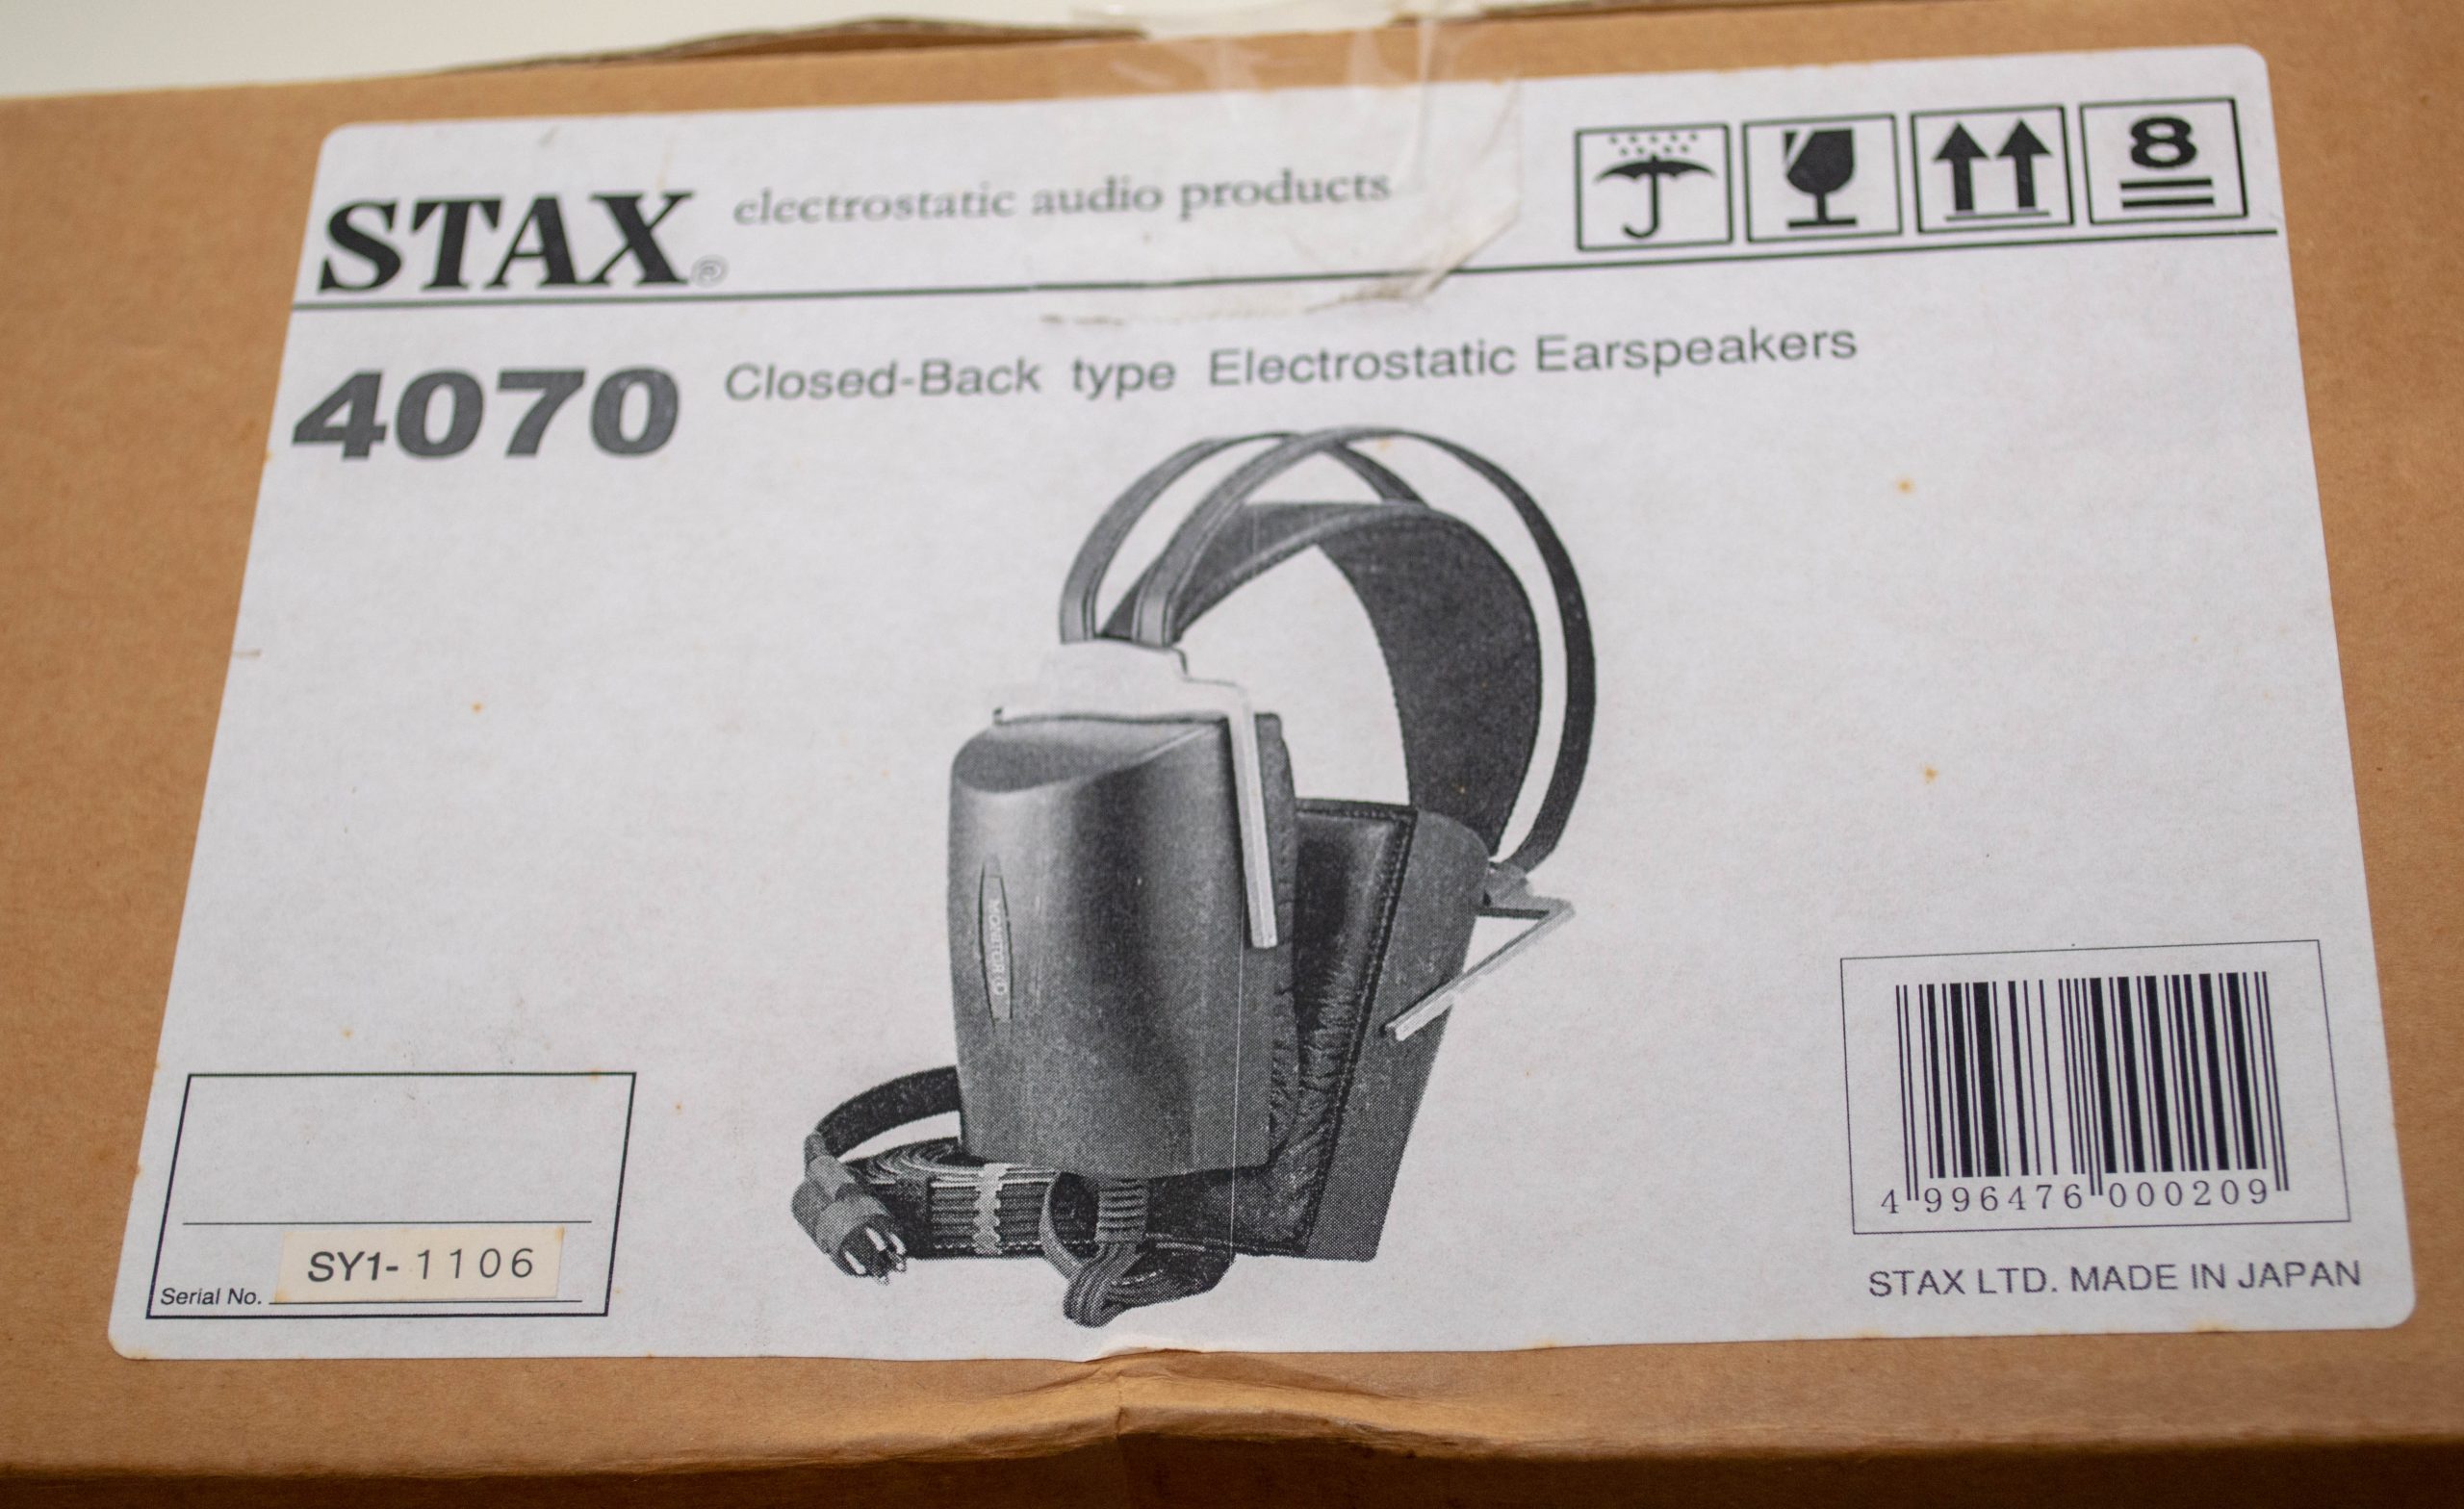 STAX® electrostatic audio products
8
4070 Closed-Back type Electrostatic Earspeakers
SY1-1106
Serial No.
4 996476 000209
STAX LTD. MADE IN JAPAN